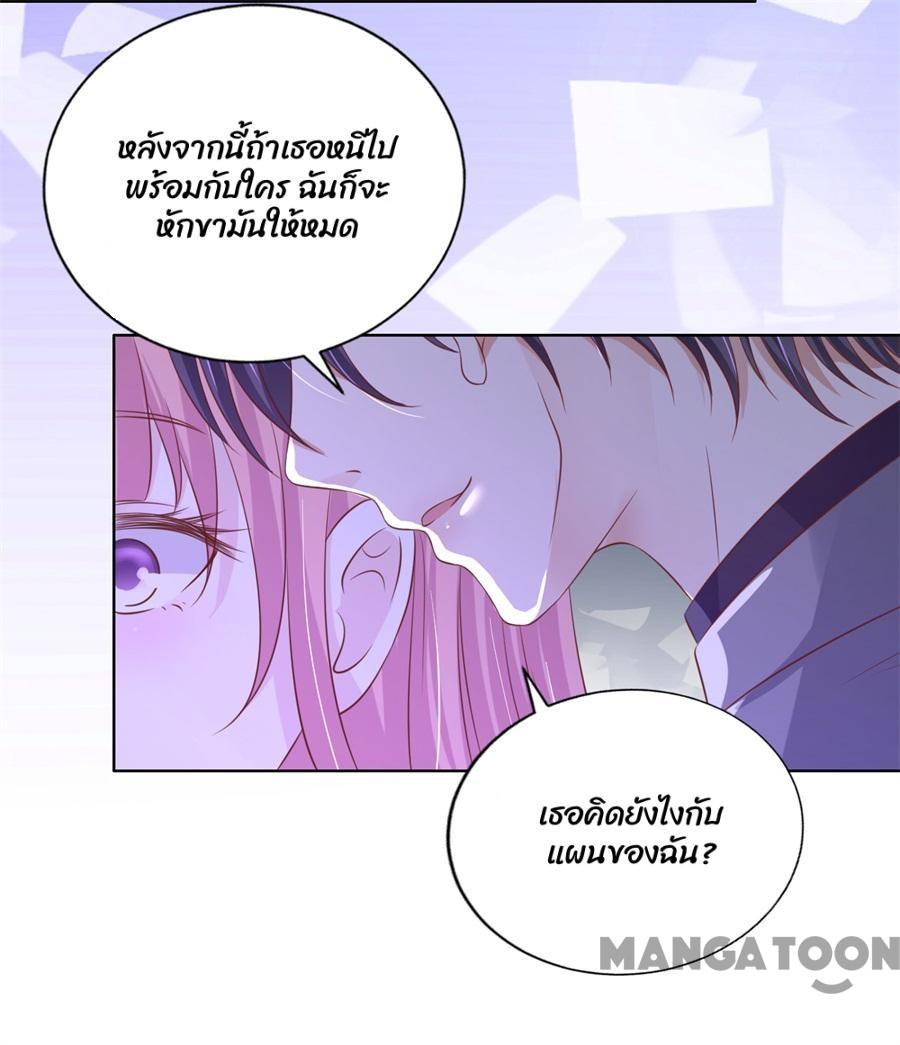 หลังจากนี้ถ้าเธอหนีไป
พร้อมกับใคร ฉันก็จะ
หักขามันให้หมด
เธอคิดยังไงกับ
แผนของฉัน?
MANGATOON